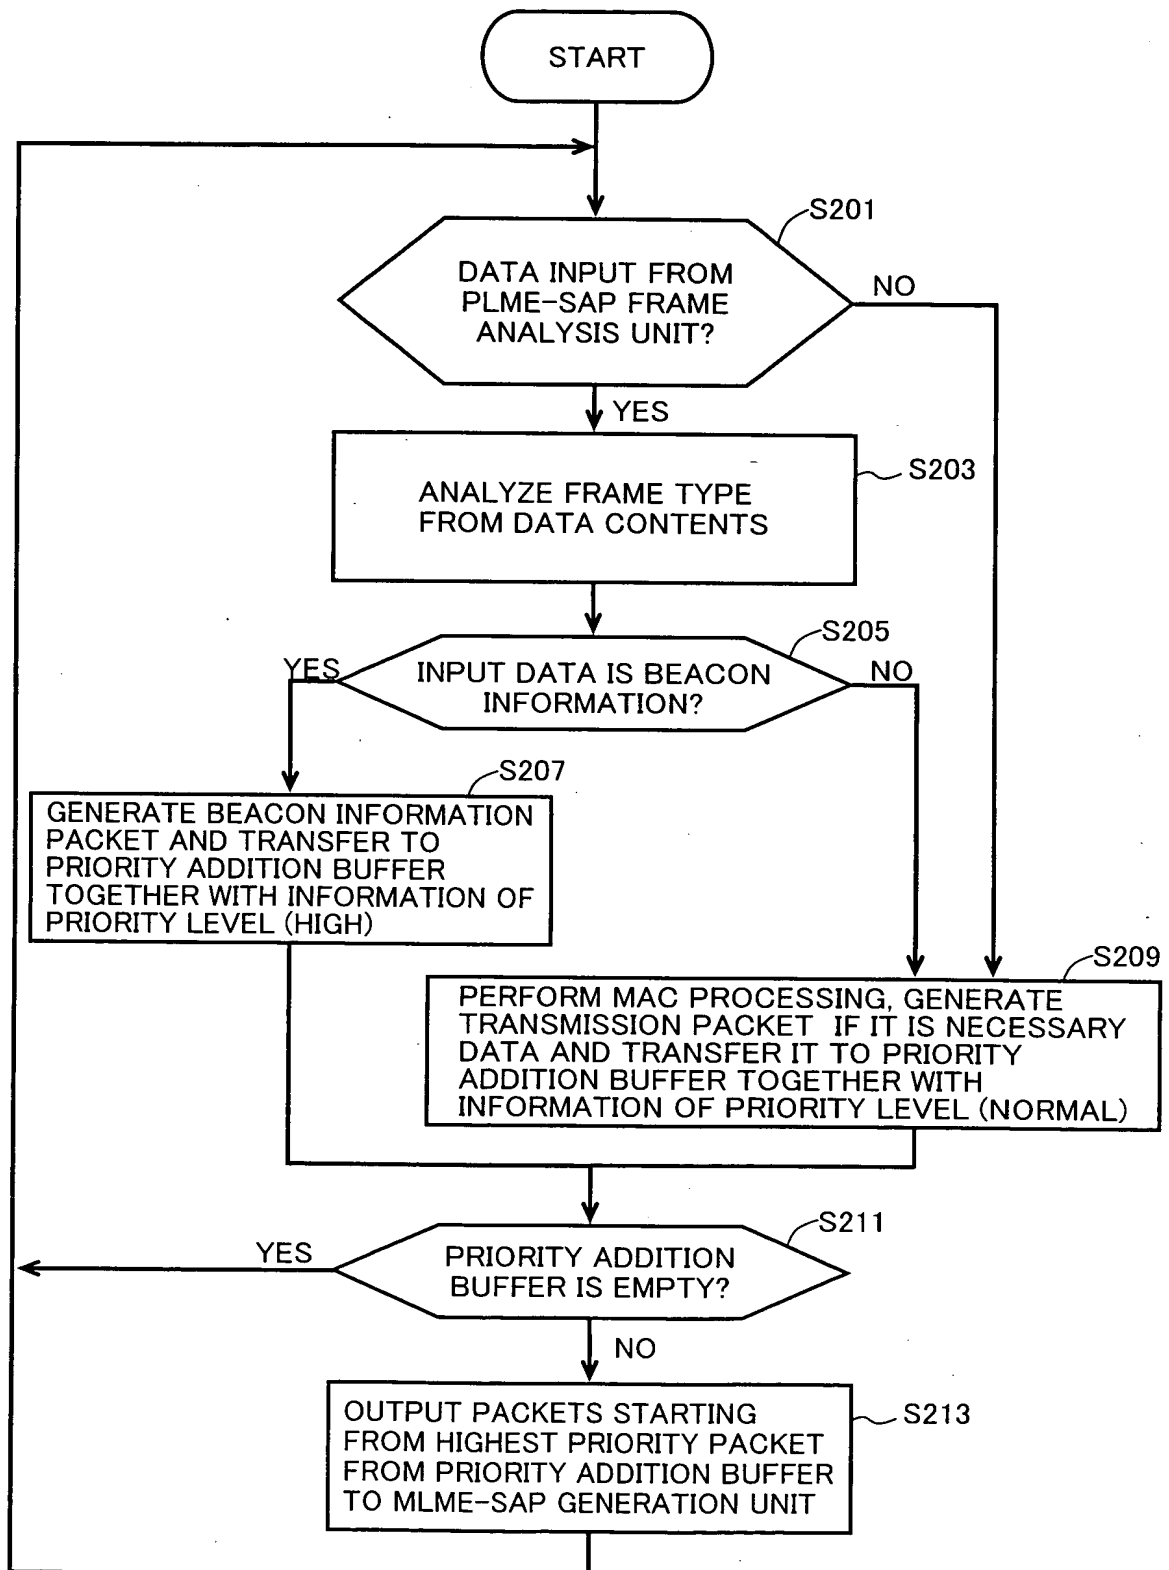 START
S201
DATA INPUT FROM
PLME-SAP FRAME
ANALYSIS UNIT?
NO
YES
S203
ANALYZE FRAME TYPE
FROM DATA CONTENTS
S205
YES
INPUT DATA IS BEACON
INFORMATION?
NO
S207
GENERATE BEACON INFORMATION
PACKET AND TRANSFER TO
PRIORITY ADDITION BUFFER
TOGETHER WITH INFORMATION OF
PRIORITY LEVEL (HIGH)
S209
PERFORM MAC PROCESSING, GENERATE
TRANSMISSION PACKET IF IT IS NECESSARY
DATA AND TRANSFER IT TO PRIORITY
ADDITION BUFFER TOGETHER WITH
INFORMATION OF PRIORITY LEVEL (NORMAL)
S211
YES
PRIORITY ADDITION
BUFFER IS EMPTY?
NO
S213
OUTPUT PACKETS STARTING
FROM HIGHEST PRIORITY PACKET
FROM PRIORITY ADDITION BUFFER
TO MLME-SAP GENERATION UNIT